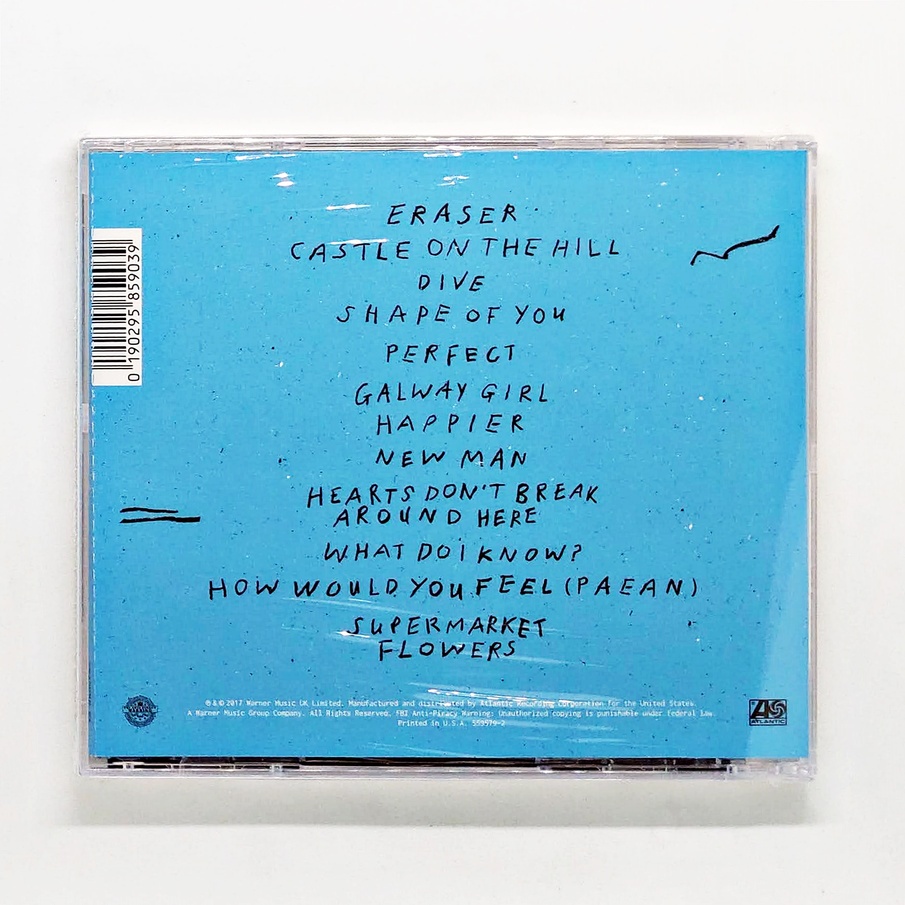 ERASER
CASTLE ON THE HILL
DIVE
SHAPE OF YOU
PERFECT
GALWAY GIRL
HAPPIER
NEW MAN
HEARTS DON'T BREAK
AROUND HERE
WHAT DO I KNOW?
HOW WOULD YOU FEEL (PAEAN)
SUPERMARKET
FLOWERS
0 190295 859039
℗ & © 2017 Warner Music UK Limited. Manufactured and distributed by Atlantic Recording Corporation for the United States.
A Warner Music Group Company. All Rights Reserved. FBI Anti-Piracy Warning: Unauthorized copying is punishable under Federal Law.
Printed in U.S.A. 559579-2
ATLANTIC